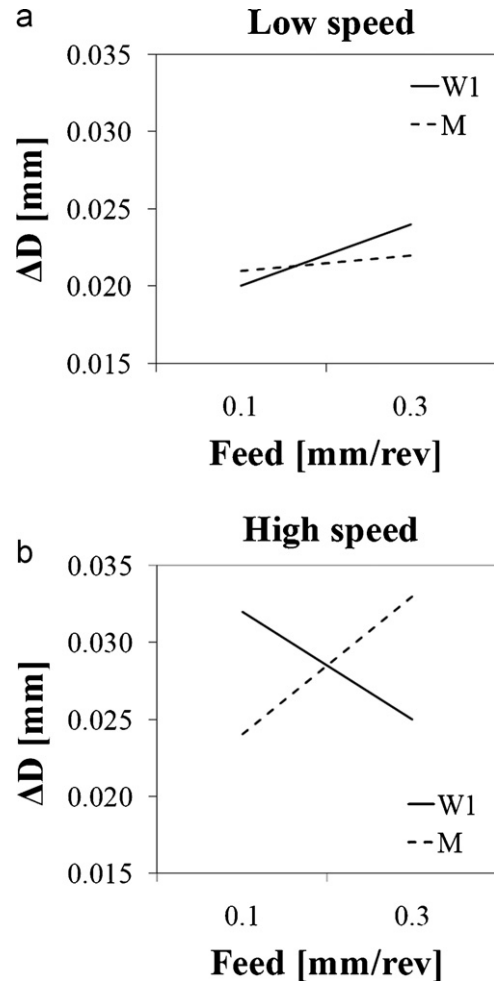 a
Low speed
0.035
0.030
0.025
0.020
0.015
ΔD [mm]
W1
M
0.1 0.3
Feed [mm/rev]
b
High speed
0.035
0.030
0.025
0.020
0.015
ΔD [mm]
W1
M
0.1 0.3
Feed [mm/rev]